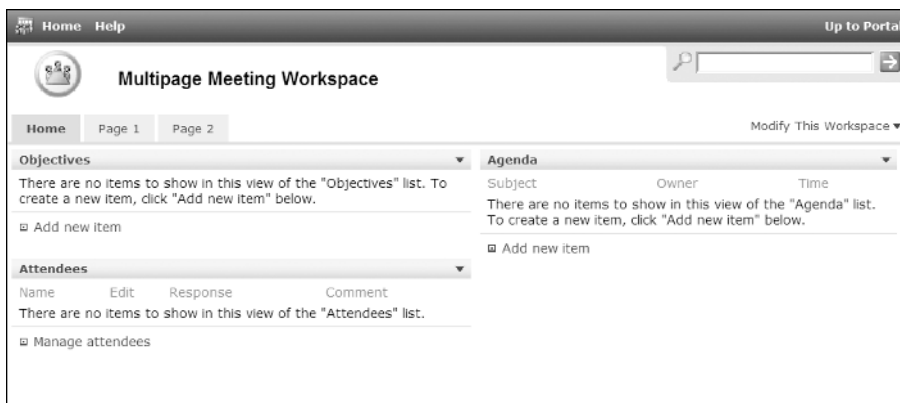 Home Help Up to Portal
Multipage Meeting Workspace
Home Page 1 Page 2 Modify This Workspace
Objectives
There are no items to show in this view of the "Objectives" list. To
create a new item, click "Add new item" below.
Add new item
Attendees
Name Edit Response Comment
There are no items to show in this view of the "Attendees" list.
Manage attendees
Agenda
Subject Owner Time
There are no items to show in this view of the "Agenda" list.
To create a new item, click "Add new item" below.
Add new item